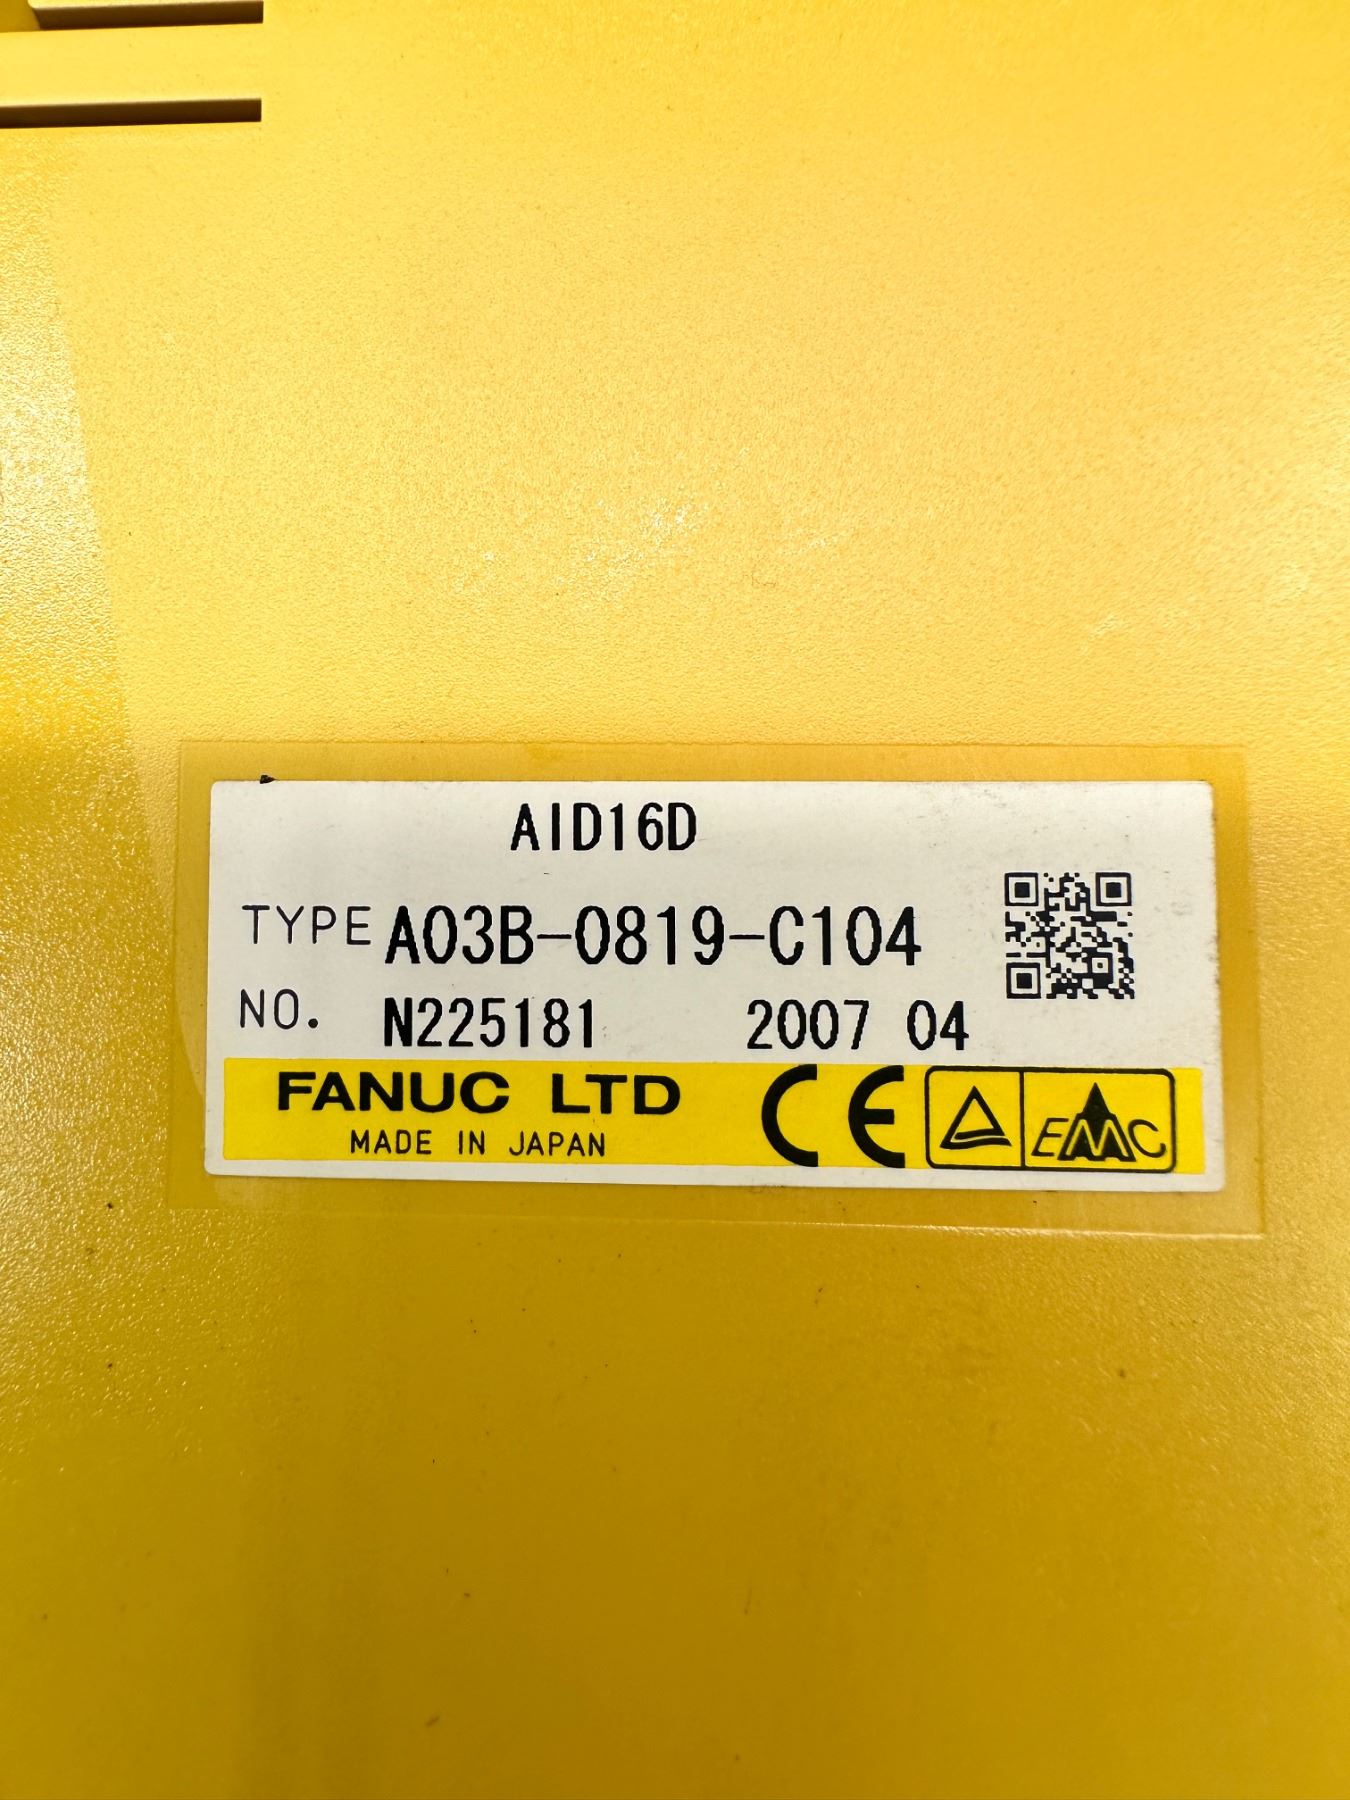 AID16D
TYPE A03B-0819-C104
NO. N225181 2007 04
FANUC LTD CE EMC
MADE IN JAPAN